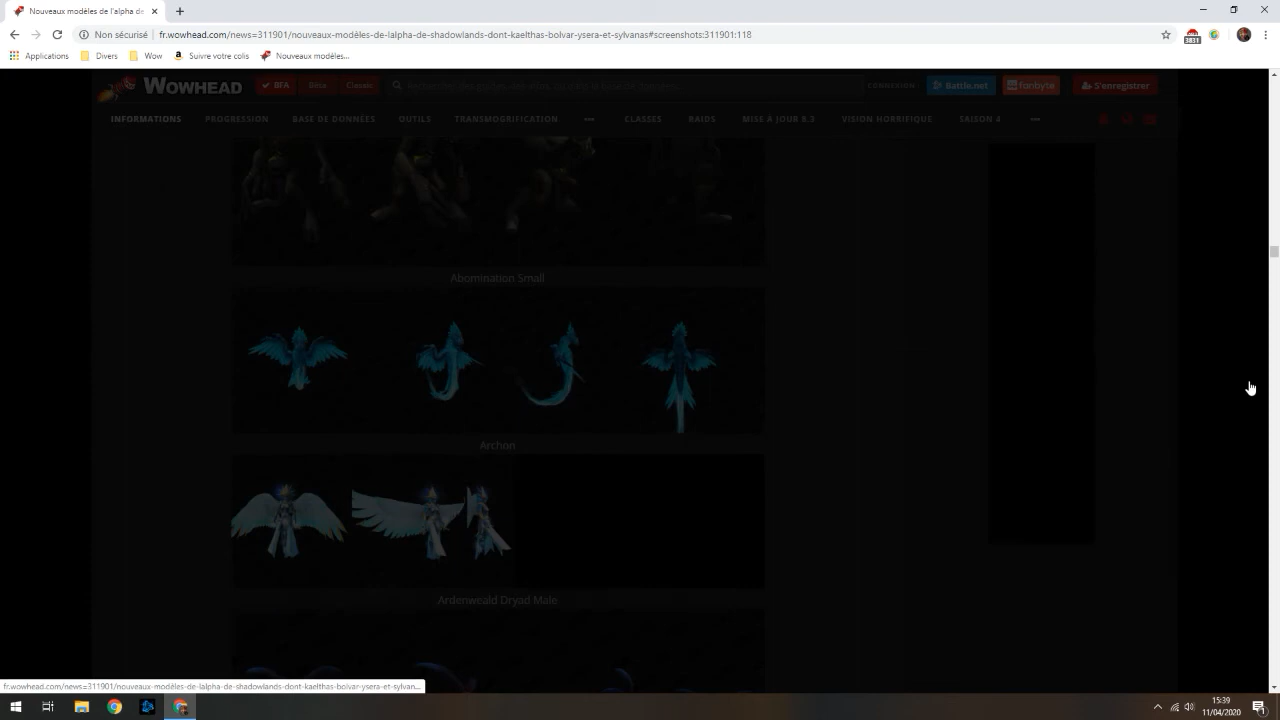 Nouveaux modèles de l'alpha de
Non sécurisé
fr.wowhead.com/news=311901/nouveaux-modèles-de-lalpha-de-shadowlands-dont-kaelthas-bolvar-ysera-et-sylvanas#screenshots:311901:118
3831
Applications
Divers
Wow
Suivre votre colis
Nouveaux modèles...
WOWHEAD
BFA
Bêta
Classic
CONNEXION
Battle.net
fanbyte
S'enregistrer
INFORMATIONS
PROGRESSION
BASE DE DONNÉES
OUTILS
TRANSMOGRIFICATION
CLASSES
RAIDS
MISE À JOUR 8.3
VISION HORRIFIQUE
SAISON 4
Abomination Small
Archon
Ardenweald Dryad Male
fr.wowhead.com/news=311901/nouveaux-modèles-de-lalpha-de-shadowlands-dont-kaelthas-bolvar-ysera-et-sylvan...
15:39
11/04/2020